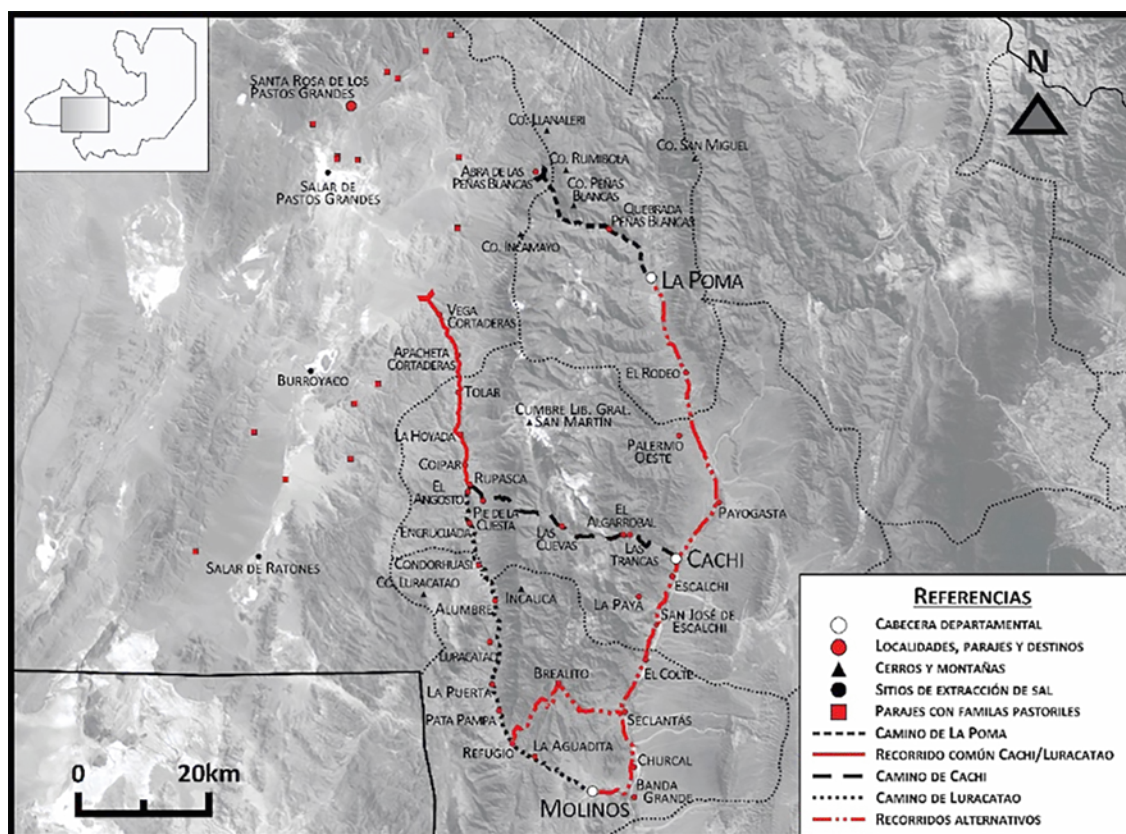 N
SANTA ROSA DE LOS
PASTOS GRANDES
CO. LLANALERI
CO. RUMIBOLA
CO. SAN MIGUEL
ABRA DE LAS
PEÑAS BLANCAS
CO. PEÑAS
BLANCAS
SALAR DE
PASTOS GRANDES
QUEBRADA
PEÑAS BLANCAS
CO. INCAMAYO
LA POMA
VEGA
CORTADERAS
APACHETA
CORTADERAS
BURROYACO
EL RODEO
TOLAR
CUMBRE LIB. GRAL.
SAN MARTÍN
LA HOYADA
PALERMO
OESTE
COIPAR
RUPASCA
EL
ANGOSTO
PIE DE LA
CUESTA
PAYOGASTA
EL
ALGARROBAL
ENCRUCIJADA
LAS
CUEVAS
LAS
TRANCAS
CACHI
SALAR DE RATONES
CONDORHUASI
ESCALCHI
CO. LURACATAO
INCAUCA
LA PAYA
ALUMBRE
SAN JOSÉ DE
ESCALCHI
LURACATAO
EL COLTE
BREALITO
LA PUERTA
SECLANTÁS
PATA PAMPA
REFUGIO
LA AGUADITA
CHURCAL
BANDA
GRANDE
MOLINOS
0 20km
REFERENCIAS
CABECERA DEPARTAMENTAL
LOCALIDADES, PARAJES Y DESTINOS
CERROS Y MONTAÑAS
SITIOS DE EXTRACCIÓN DE SAL
PARAJES CON FAMILAS PASTORILES
CAMINO DE LA POMA
RECORRIDO COMÚN CACHI/LURACATAO
CAMINO DE CACHI
CAMINO DE LURACATAO
RECORRIDOS ALTERNATIVOS